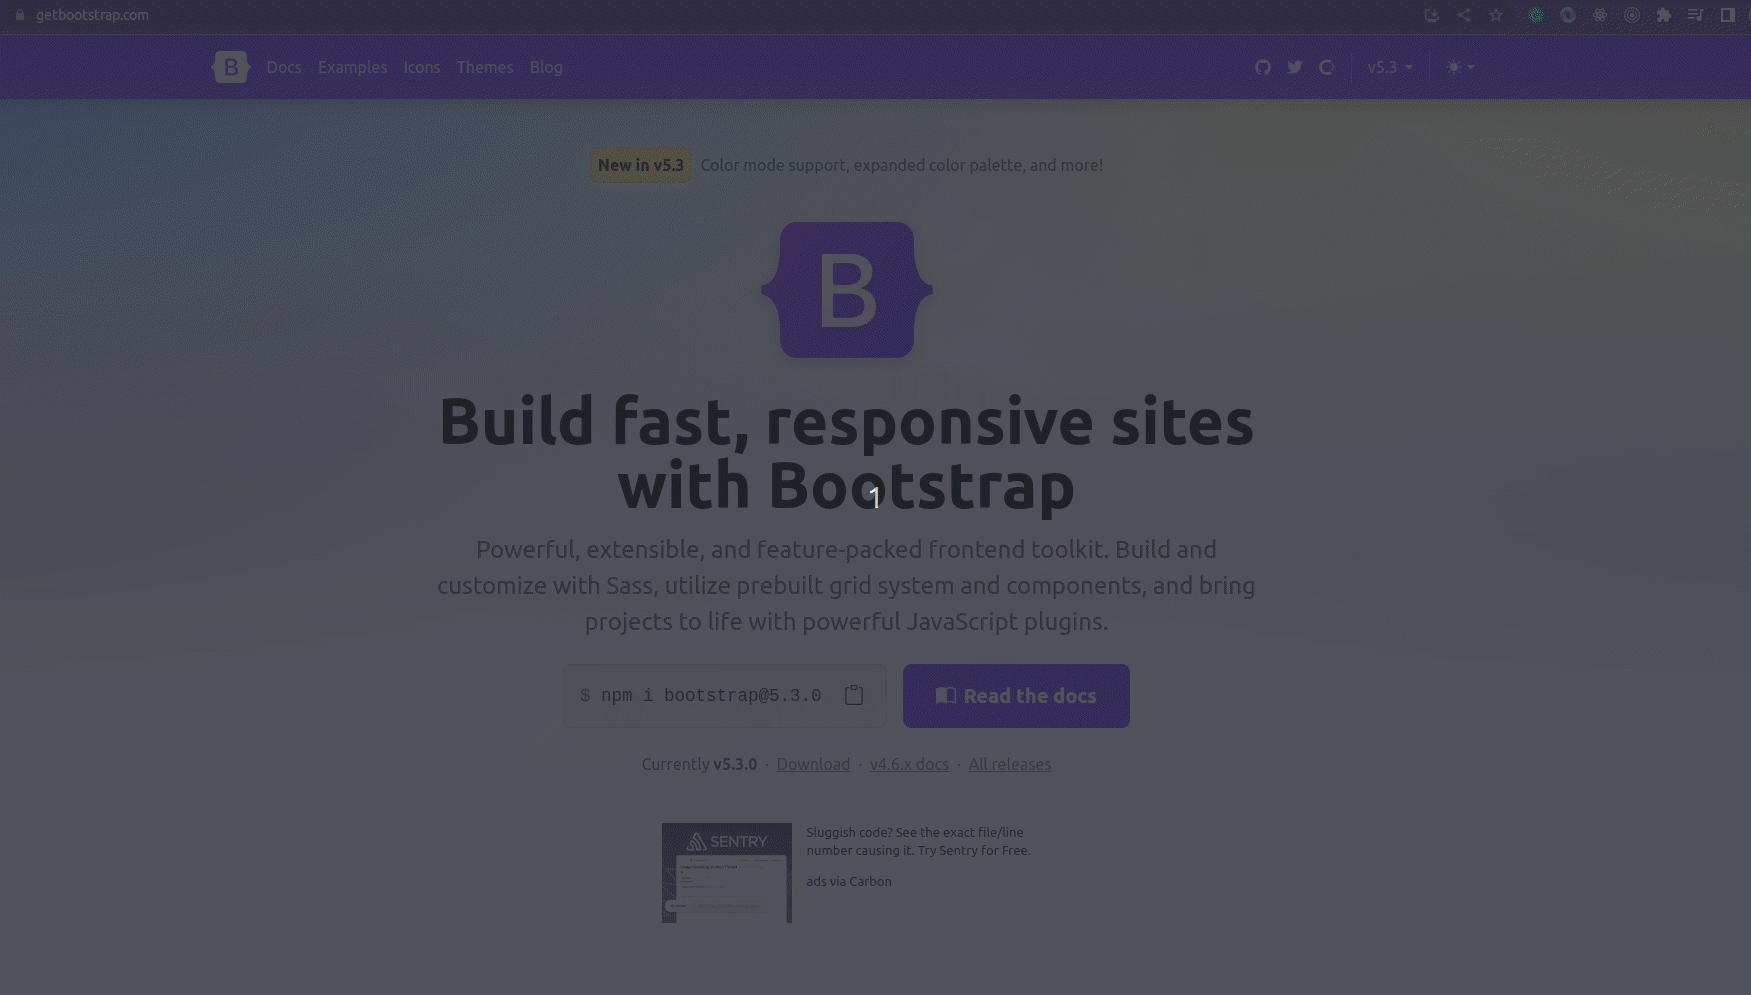 getbootstrap.com
B Docs Examples Icons Themes Blog v5.3
New in v5.3 Color mode support, expanded color palette, and more!
B
Build fast, responsive sites
with Bootstrap
1
Powerful, extensible, and feature-packed frontend toolkit. Build and
customize with Sass, utilize prebuilt grid system and components, and bring
projects to life with powerful JavaScript plugins.
$ npm i bootstrap@5.3.0 Read the docs
Currently v5.3.0 · Download · v4.6.x docs · All releases
SENTRY
Sluggish code? See the exact file/line
number causing it. Try Sentry for Free.
ads via Carbon